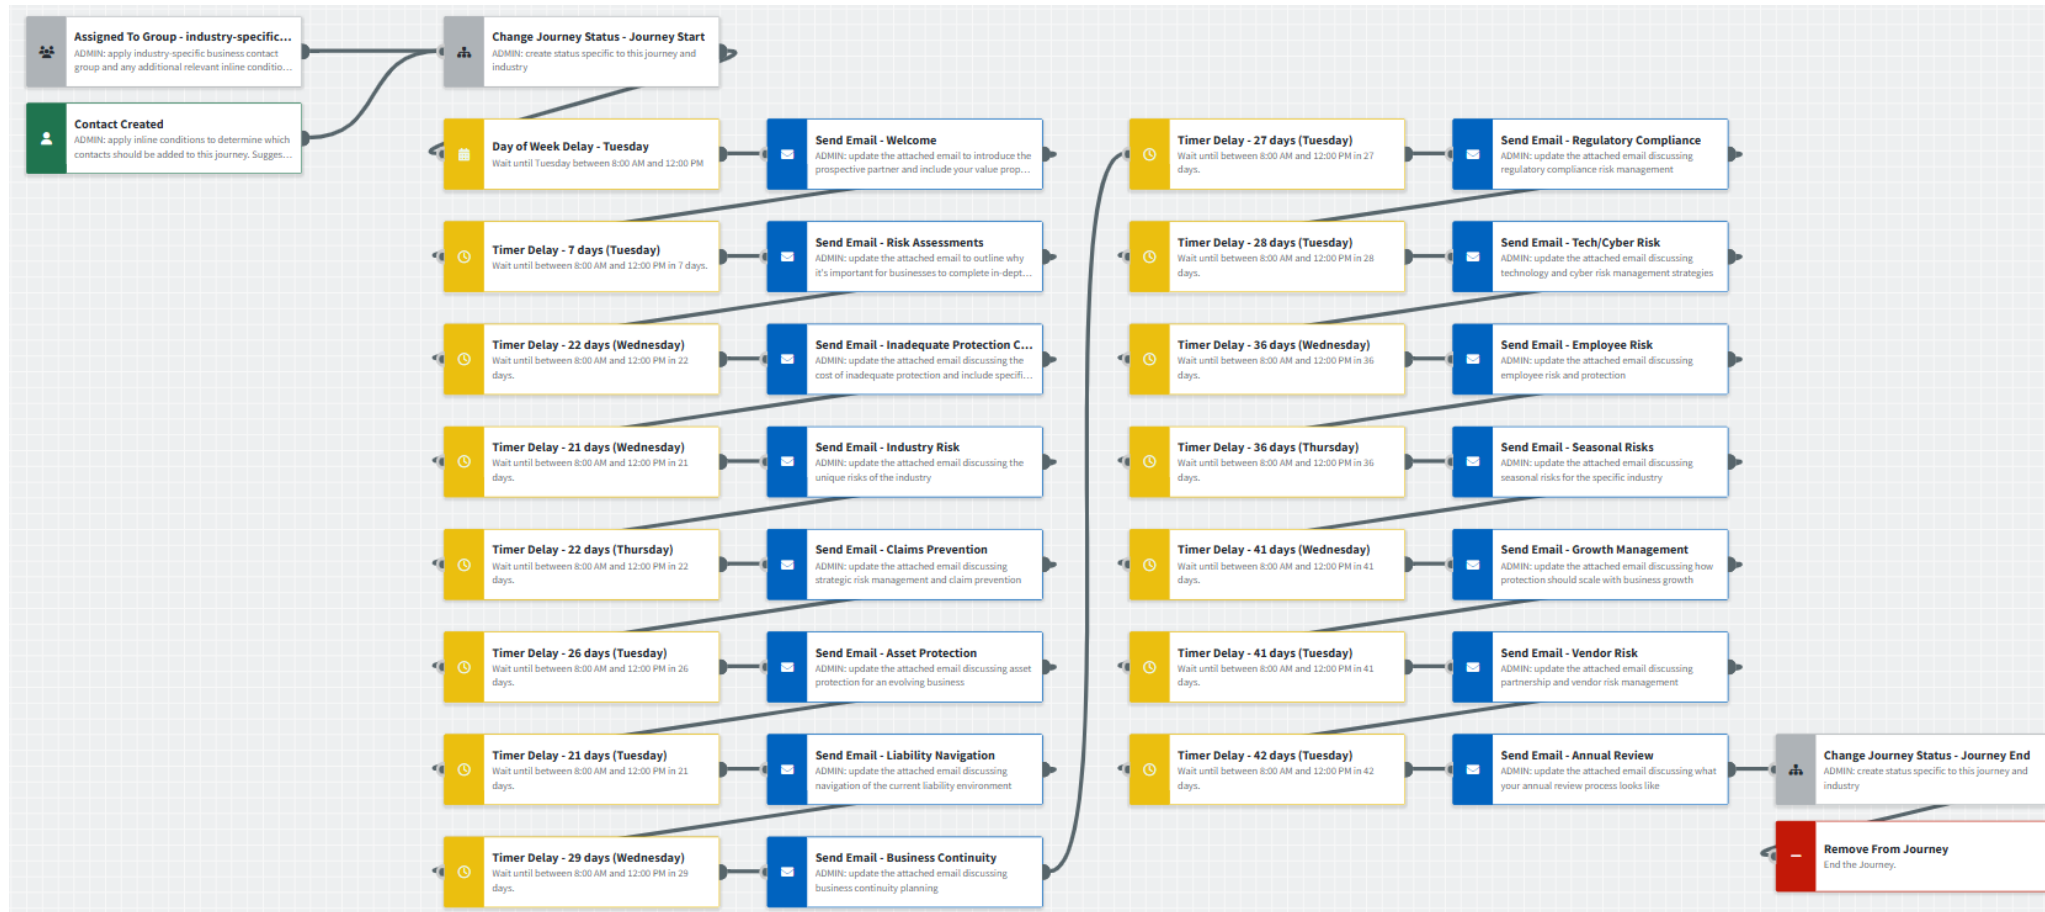 Assigned To Group - industry-specific...
ADMIN: apply industry-specific business contact
group and any additional relevant inline conditio...
Contact Created
ADMIN: apply inline conditions to determine which
contacts should be added to this journey. Sugges...
Change Journey Status - Journey Start
ADMIN: create status specific to this journey and
industry
Day of Week Delay - Tuesday
Wait until Tuesday between 8:00 AM and 12:00 PM
Send Email - Welcome
ADMIN: update the attached email to introduce the
prospective partner and include your value prop...
Timer Delay - 7 days (Tuesday)
Wait until between 8:00 AM and 12:00 PM in 7 days.
Send Email - Risk Assessments
ADMIN: update the attached email to outline why
it's important for businesses to complete in-dept...
Timer Delay - 22 days (Wednesday)
Wait until between 8:00 AM and 12:00 PM in 22
days.
Send Email - Inadequate Protection C...
ADMIN: update the attached email discussing the
cost of inadequate protection and include specifi...
Timer Delay - 21 days (Wednesday)
Wait until between 8:00 AM and 12:00 PM in 21
days.
Send Email - Industry Risk
ADMIN: update the attached email discussing the
unique risks of the industry
Timer Delay - 22 days (Thursday)
Wait until between 8:00 AM and 12:00 PM in 22
days.
Send Email - Claims Prevention
ADMIN: update the attached email discussing
strategic risk management and claim prevention
Timer Delay - 26 days (Tuesday)
Wait until between 8:00 AM and 12:00 PM in 26
days.
Send Email - Asset Protection
ADMIN: update the attached email discussing asset
protection for an evolving business
Timer Delay - 21 days (Tuesday)
Wait until between 8:00 AM and 12:00 PM in 21
days.
Send Email - Liability Navigation
ADMIN: update the attached email discussing
navigation of the current liability environment
Timer Delay - 29 days (Wednesday)
Wait until between 8:00 AM and 12:00 PM in 29
days.
Send Email - Business Continuity
ADMIN: update the attached email discussing
business continuity planning
Timer Delay - 27 days (Tuesday)
Wait until between 8:00 AM and 12:00 PM in 27
days.
Send Email - Regulatory Compliance
ADMIN: update the attached email discussing
regulatory compliance risk management
Timer Delay - 28 days (Tuesday)
Wait until between 8:00 AM and 12:00 PM in 28
days.
Send Email - Tech/Cyber Risk
ADMIN: update the attached email discussing
technology and cyber risk management strategies
Timer Delay - 36 days (Wednesday)
Wait until between 8:00 AM and 12:00 PM in 36
days.
Send Email - Employee Risk
ADMIN: update the attached email discussing
employee risk and protection
Timer Delay - 36 days (Thursday)
Wait until between 8:00 AM and 12:00 PM in 36
days.
Send Email - Seasonal Risks
ADMIN: update the attached email discussing
seasonal risks for the specific industry
Timer Delay - 41 days (Wednesday)
Wait until between 8:00 AM and 12:00 PM in 41
days.
Send Email - Growth Management
ADMIN: update the attached email discussing how
protection should scale with business growth
Timer Delay - 41 days (Tuesday)
Wait until between 8:00 AM and 12:00 PM in 41
days.
Send Email - Vendor Risk
ADMIN: update the attached email discussing
partnership and vendor risk management
Timer Delay - 42 days (Tuesday)
Wait until between 8:00 AM and 12:00 PM in 42
days.
Send Email - Annual Review
ADMIN: update the attached email discussing what
your annual review process looks like
Change Journey Status - Journey End
ADMIN: create status specific to this journey and
industry
Remove From Journey
End the Journey.